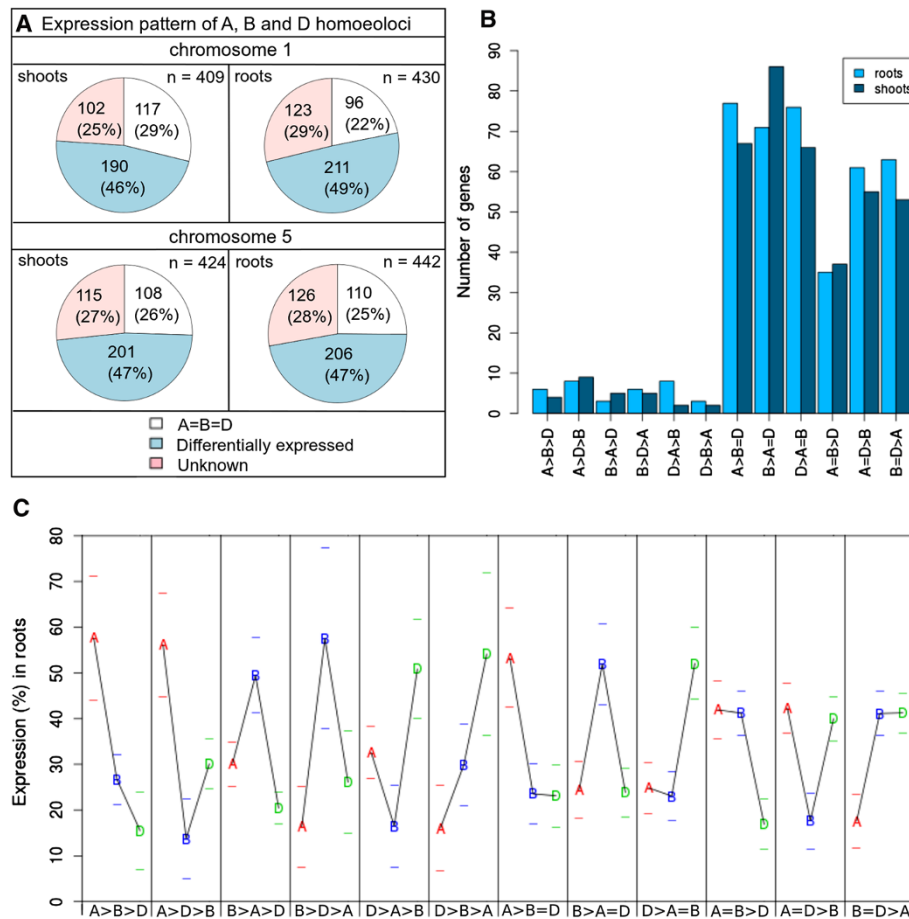 A Expression pattern of A, B and D homoeoloci
chromosome 1
shoots n = 409
102 (25%)
117 (29%)
190 (46%)
roots n = 430
123 (29%)
96 (22%)
211 (49%)
chromosome 5
shoots n = 424
115 (27%)
108 (26%)
201 (47%)
roots n = 442
126 (28%)
110 (25%)
206 (47%)
A=B=D
Differentially expressed
Unknown
B
Number of genes
90
80
70
60
50
40
30
20
10
0
roots
shoots
A>B>D
A>D>B
B>A>D
B>D>A
D>A>B
D>B>A
A>B=D
B>A=D
D>A=B
A=B>D
A=D>B
B=D>A
C
Expression (%) in roots
80
70
60
50
40
30
20
10
0
A B D
A B D
A B D
A B D
A B D
A B D
A B D
A B D
A B D
A B D
A B D
A B D
A>B>D A>D>B B>A>D B>D>A D>A>B D>B>A A>B=D B>A=D D>A=B A=B>D A=D>B B=D>A